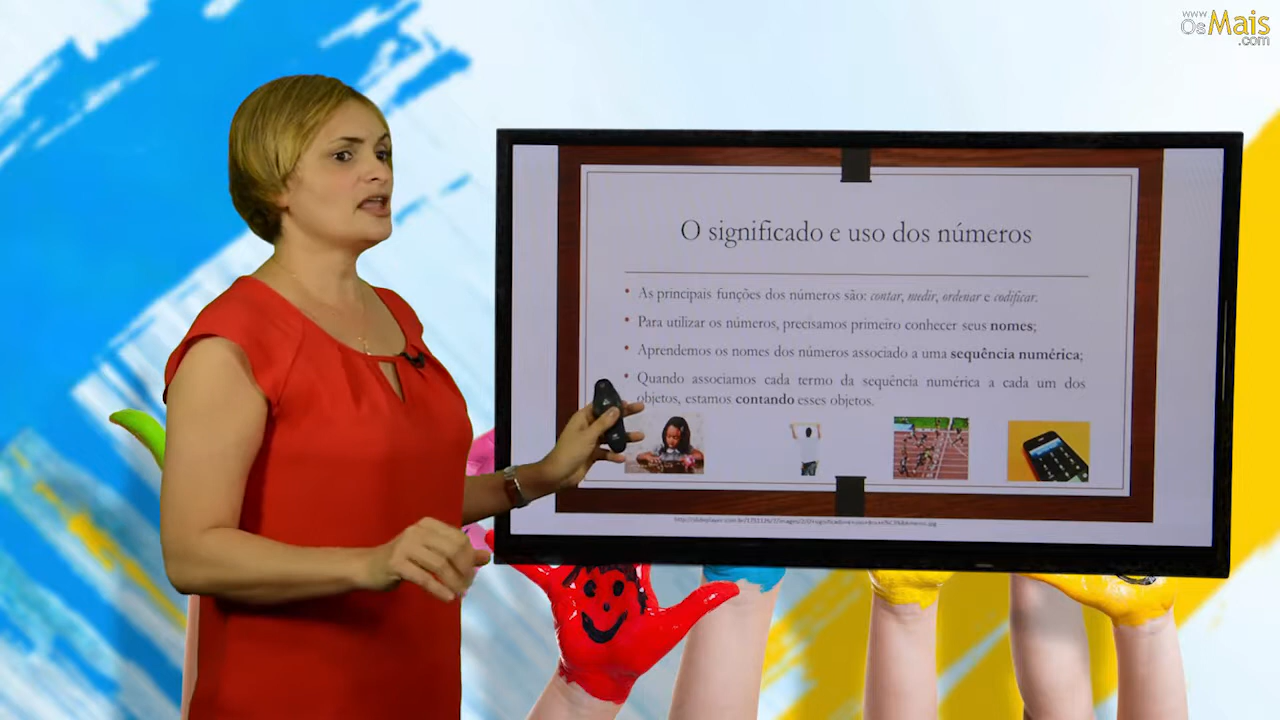 www
OsMais
.com
O significado e uso dos números
• As principais funções dos números são: contar, medir, ordenar e codificar.
• Para utilizar os números, precisamos primeiro conhecer seus nomes;
• Aprendemos os nomes dos números associado a uma sequência numérica;
• Quando associamos cada termo da sequência numérica a cada um dos
objetos, estamos contando esses objetos.